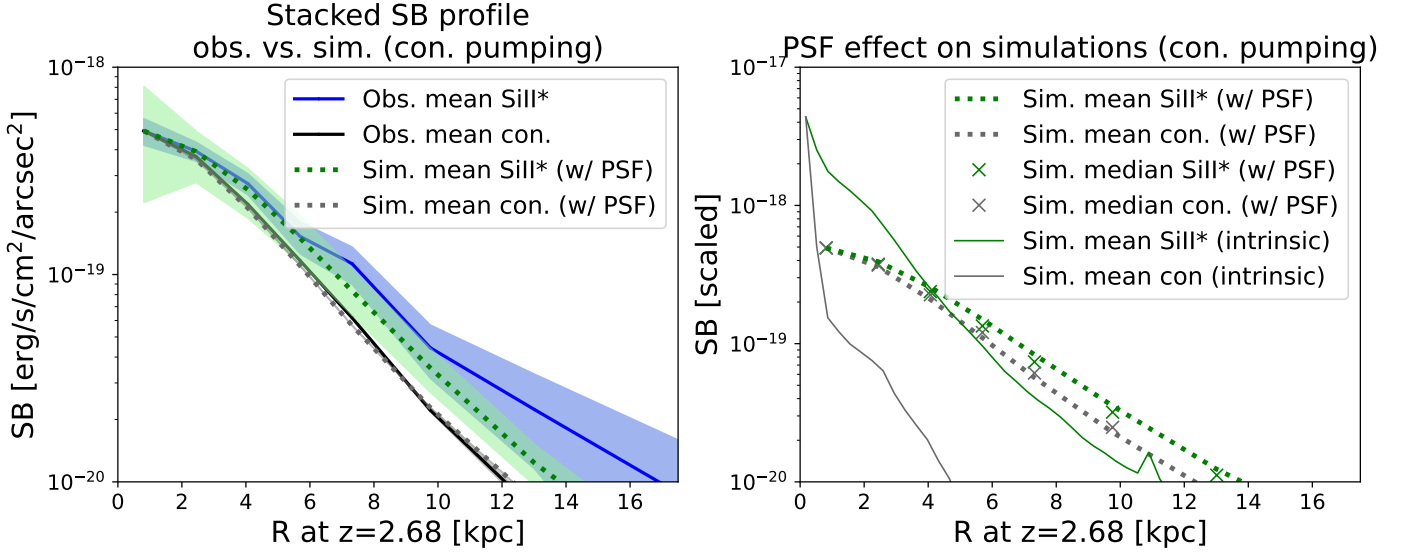 Stacked SB profile
obs. vs. sim. (con. pumping)
10^-18
10^-19
10^-20
SB [erg/s/cm^2/arcsec^2]
Obs. mean SiII*
Obs. mean con.
Sim. mean SiII* (w/ PSF)
Sim. mean con. (w/ PSF)
0 2 4 6 8 10 12 14 16
R at z=2.68 [kpc]
PSF effect on simulations (con. pumping)
10^-17
10^-18
10^-19
10^-20
SB [scaled]
Sim. mean SiII* (w/ PSF)
Sim. mean con. (w/ PSF)
Sim. median SiII* (w/ PSF)
Sim. median con. (w/ PSF)
Sim. mean SiII* (intrinsic)
Sim. mean con (intrinsic)
0 2 4 6 8 10 12 14 16
R at z=2.68 [kpc]